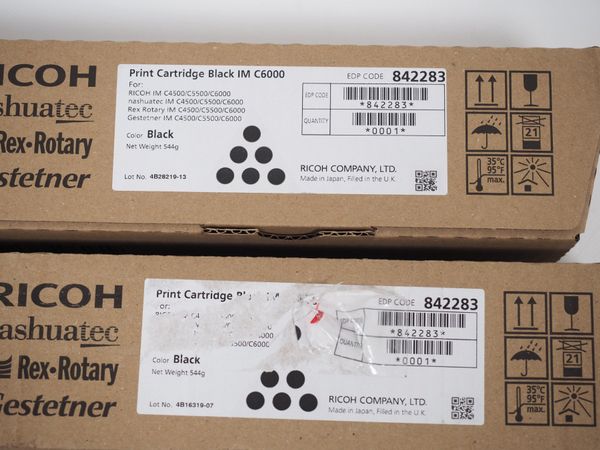 RICOH
nashuatec
Rex•Rotary
Gestetner
Print Cartridge Black IM C6000
For:
RICOH IM C4500/C5500/C6000
nashuatec IM C4500/C5500/C6000
Rex Rotary IM C4500/C5500/C6000
Gestetner IM C4500/C5500/C6000
Color Black
Net Weight 544g
Lot No. 4B28219-13
EDP CODE 842283
EDP CODE
*842283*
QUANTITY
*0001*
RICOH COMPANY, LTD.
Made in Japan, Filled in the U.K.
21
35°C
95°F
max.
RICOH
nashuatec
Rex•Rotary
Gestetner
Print Cartridge
For:
C5500/C6000
Color Black
Net Weight 544g
Lot No. 4B16319-07
EDP CODE 842283
*842283*
QUANTITY
*0001*
RICOH COMPANY, LTD.
Made in Japan, Filled in the U.K.
21
35°C
95°F
max.